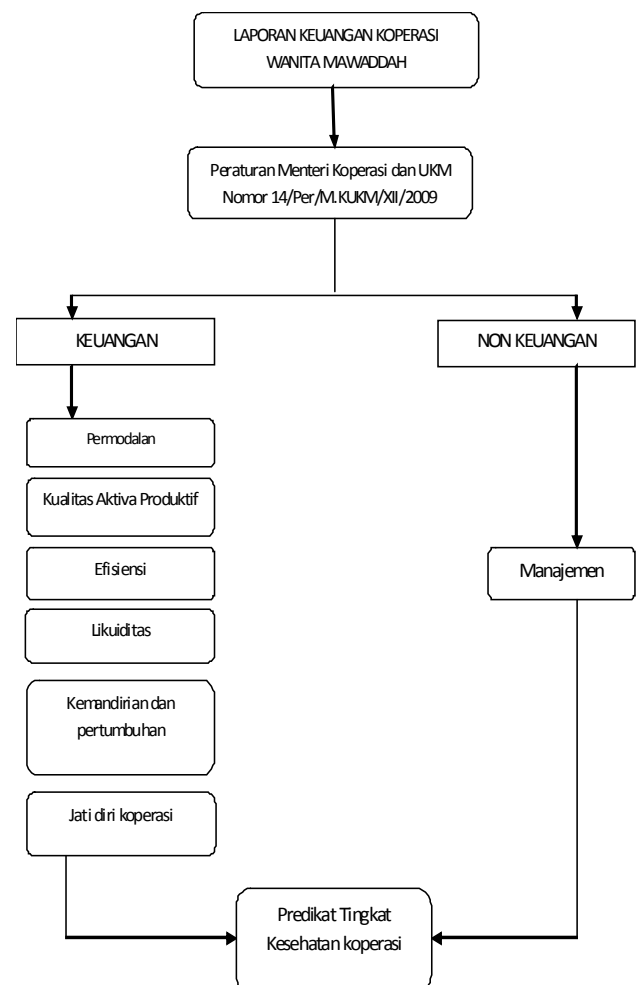 LAPORAN KEUANGAN KOPERASI
WANITA MAWADDAH
Peraturan Menteri Koperasi dan UKM
Nomor 14/Per/M.KUKM/XII/2009
KEUANGAN
NON KEUANGAN
Permodalan
Kualitas Aktiva Produktif
Efisiensi
Likuiditas
Kemandirian dan
pertumbuhan
Jati diri koperasi
Manajemen
Predikat Tingkat
Kesehatan koperasi